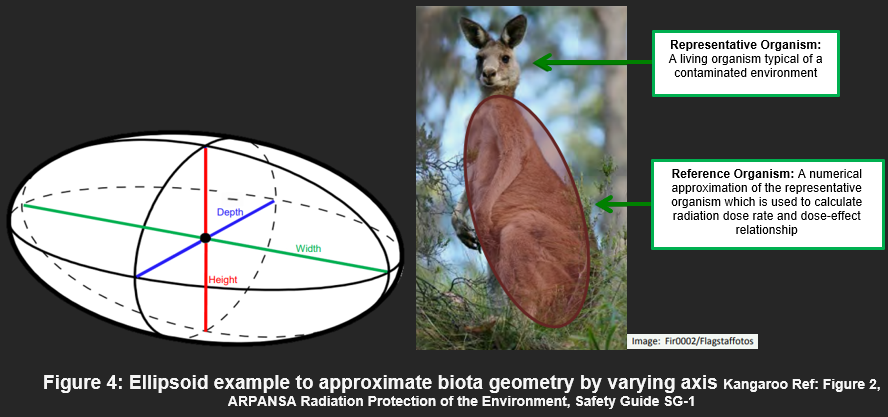 Representative Organism:
A living organism typical of a
contaminated environment
Depth
Width
Height
Reference Organism: A numerical
approximation of the representative
organism which is used to calculate
radiation dose rate and dose-effect
relationship
Image: Fir0002/Flagstaffotos
Figure 4: Ellipsoid example to approximate biota geometry by varying axis Kangaroo Ref: Figure 2,
ARPANSA Radiation Protection of the Environment, Safety Guide SG-1